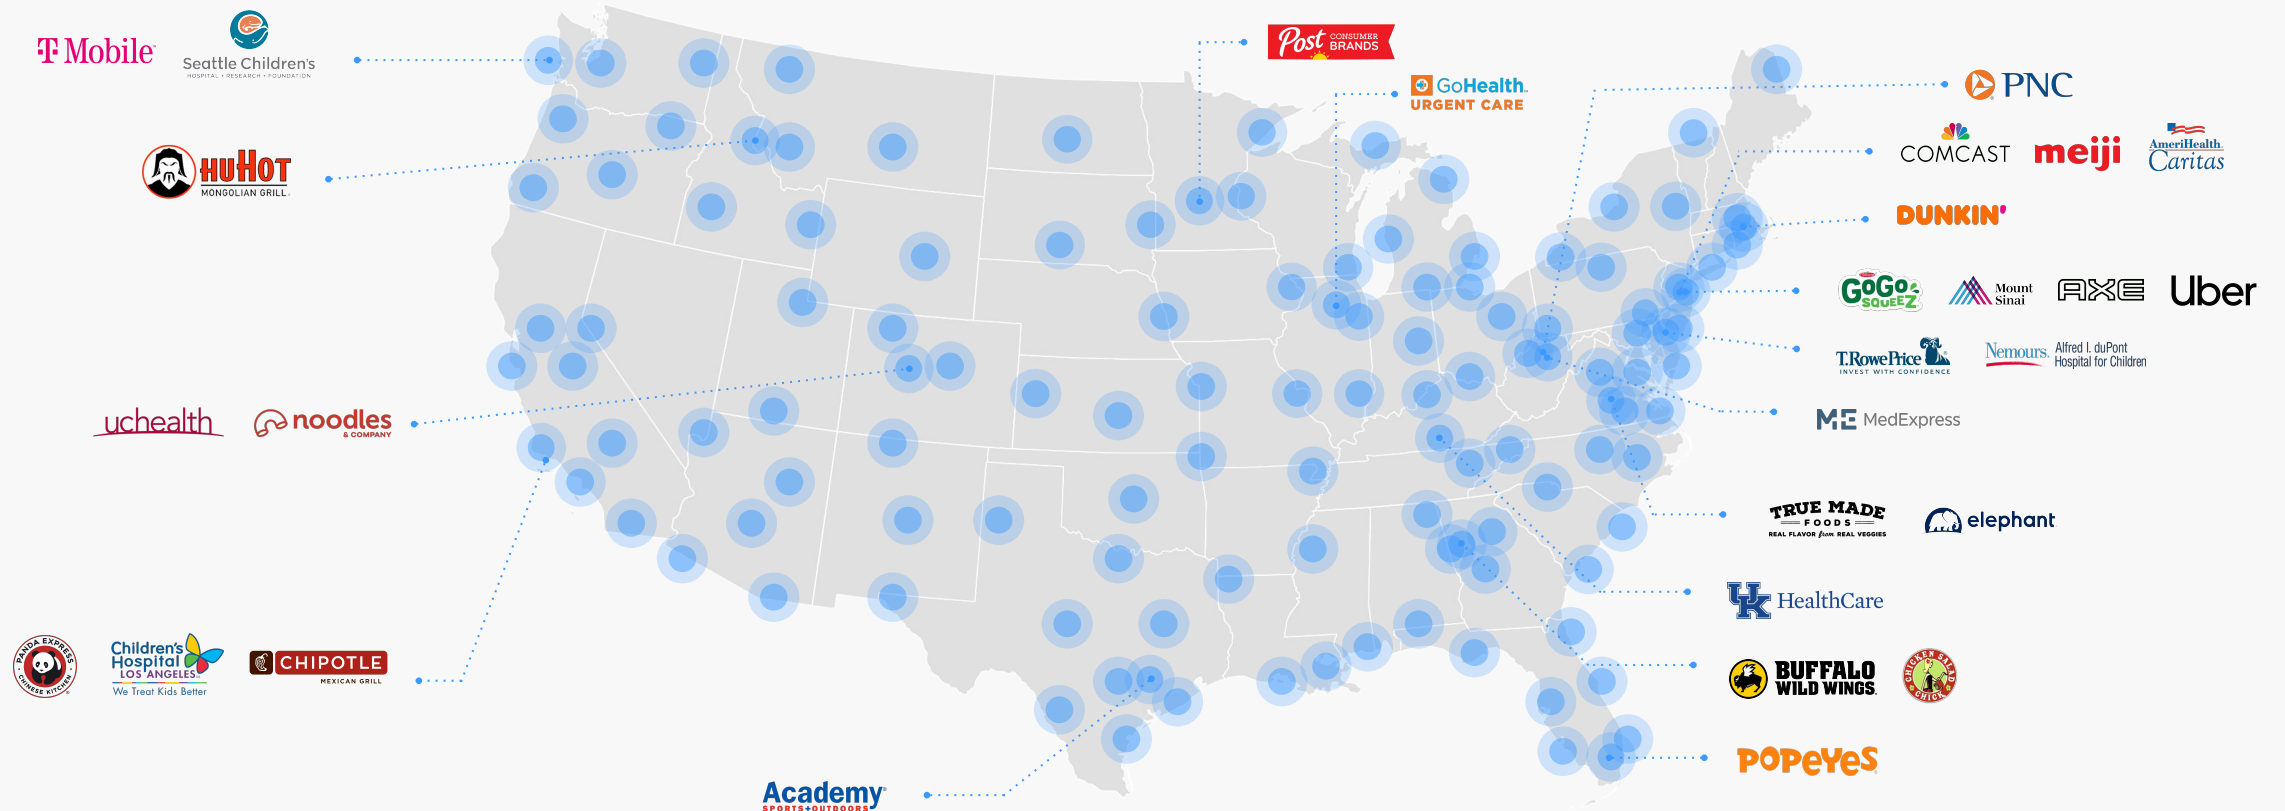 T Mobile
Seattle Children's
HOSPITAL • RESEARCH • FOUNDATION
HUHOT
MONGOLIAN GRILL
uchealth
noodles
& COMPANY
PANDA EXPRESS
CHINESE KITCHEN
Children's
Hospital
LOS ANGELES
We Treat Kids Better
CHIPOTLE
MEXICAN GRILL
Academy
SPORTS+OUTDOORS
Post CONSUMER
BRANDS
GoHealth
URGENT CARE
PNC
COMCAST
meiji
AmeriHealth
Caritas
DUNKIN'
GOGO
SQUEEZ
Mount
Sinai
AXE
Uber
T.RowePrice
INVEST WITH CONFIDENCE
Nemours
Alfred I. duPont
Hospital for Children
ME MedExpress
TRUE MADE
FOODS
REAL FLAVOR from REAL VEGGIES
elephant
UK HealthCare
BUFFALO
WILD WINGS
CHICKEN SALAD
CHICK
POPEYES